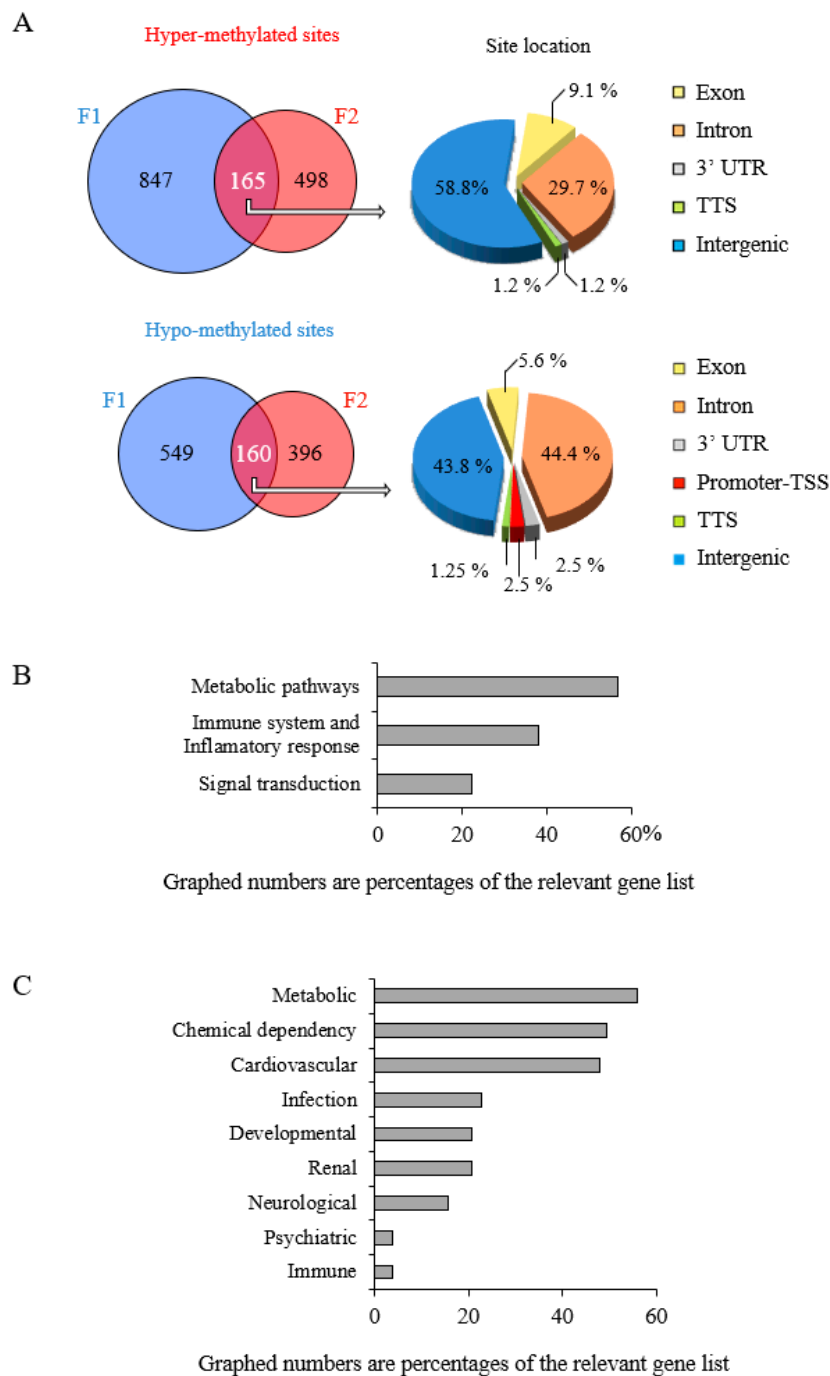 A
Hyper-methylated sites
Site location
F1
F2
847
165
498
9.1 %
58.8%
29.7 %
1.2 %
1.2 %
Exon
Intron
3’ UTR
TTS
Intergenic
Hypo-methylated sites
F1
F2
549
160
396
5.6 %
43.8 %
44.4 %
1.25 %
2.5 %
2.5 %
Exon
Intron
3’ UTR
Promoter-TSS
TTS
Intergenic
B
Metabolic pathways
Immune system and
Inflamatory response
Signal transduction
0 20 40 60%
Graphed numbers are percentages of the relevant gene list
C
Metabolic
Chemical dependency
Cardiovascular
Infection
Developmental
Renal
Neurological
Psychiatric
Immune
0 20 40 60
Graphed numbers are percentages of the relevant gene list